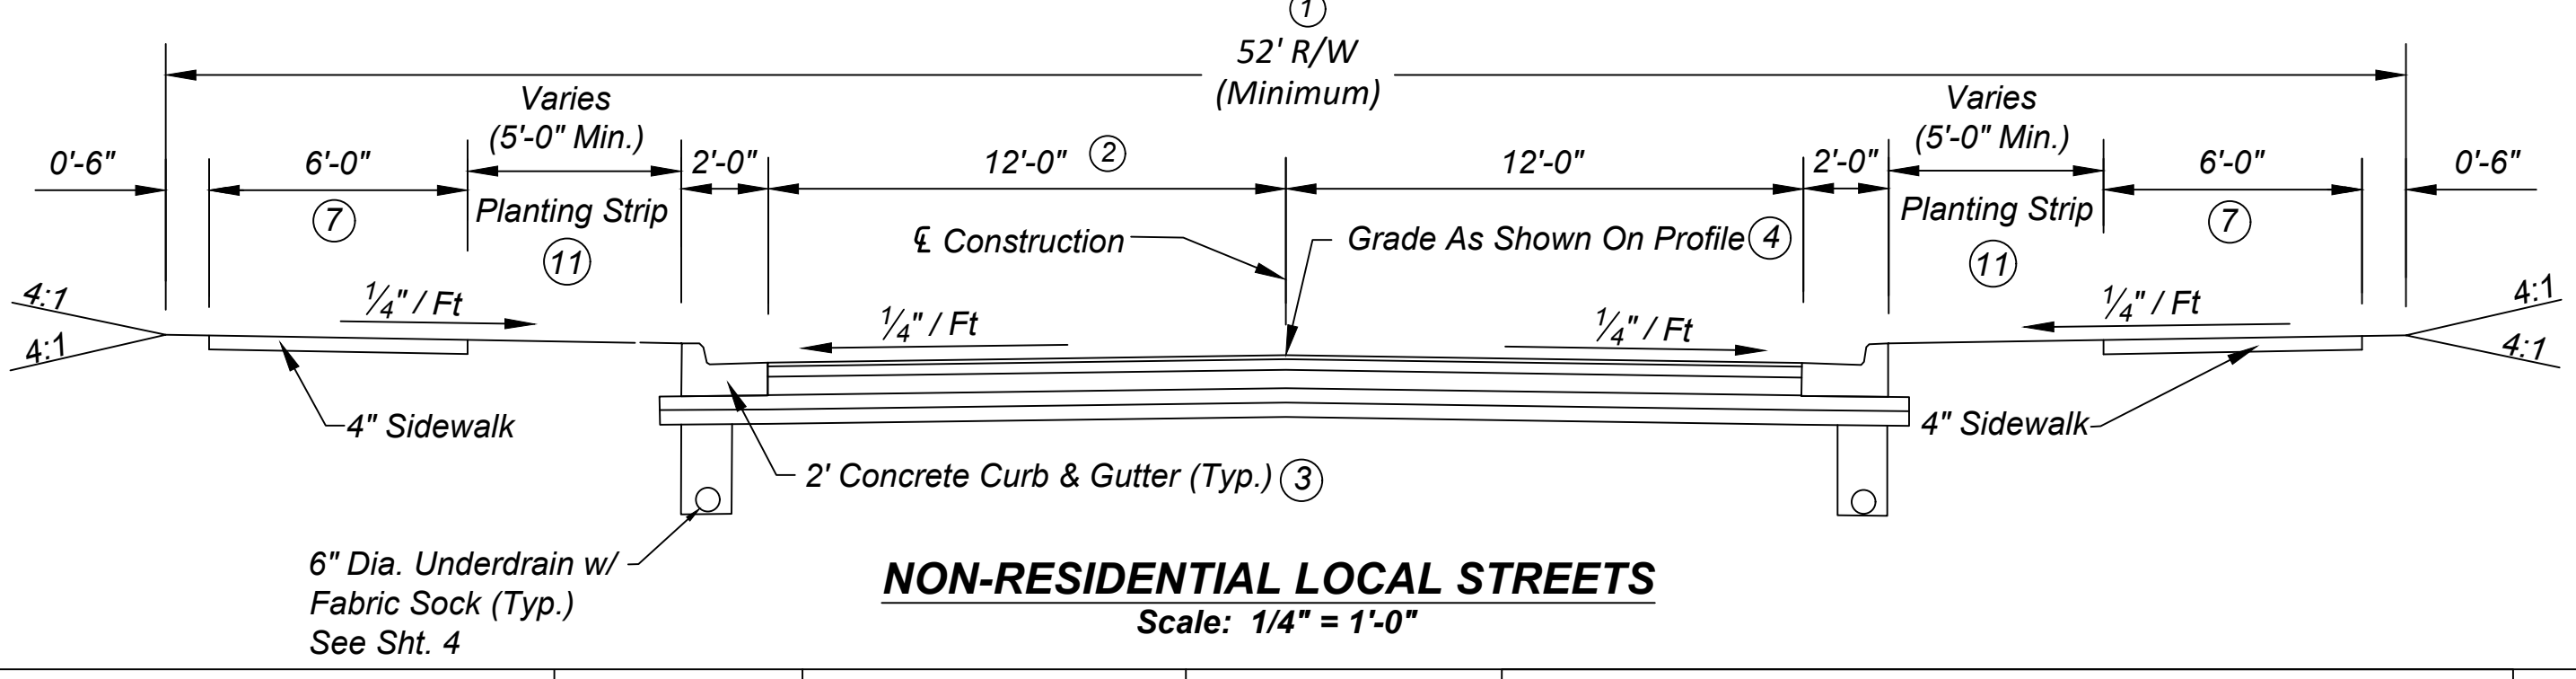 ①
52' R/W
(Minimum)
Varies
(5'-0" Min.)
Varies
(5'-0" Min.)
0'-6"
6'-0"
2'-0"
12'-0" ②
12'-0"
2'-0"
6'-0"
0'-6"
⑦
Planting Strip
⑪
℄ Construction
Grade As Shown On Profile ④
Planting Strip
⑪
⑦
4:1
4:1
1/4" / Ft
1/4" / Ft
1/4" / Ft
1/4" / Ft
4:1
4:1
4" Sidewalk
4" Sidewalk
2' Concrete Curb & Gutter (Typ.) ③
6" Dia. Underdrain w/
Fabric Sock (Typ.)
See Sht. 4
NON-RESIDENTIAL LOCAL STREETS
Scale: 1/4" = 1'-0"